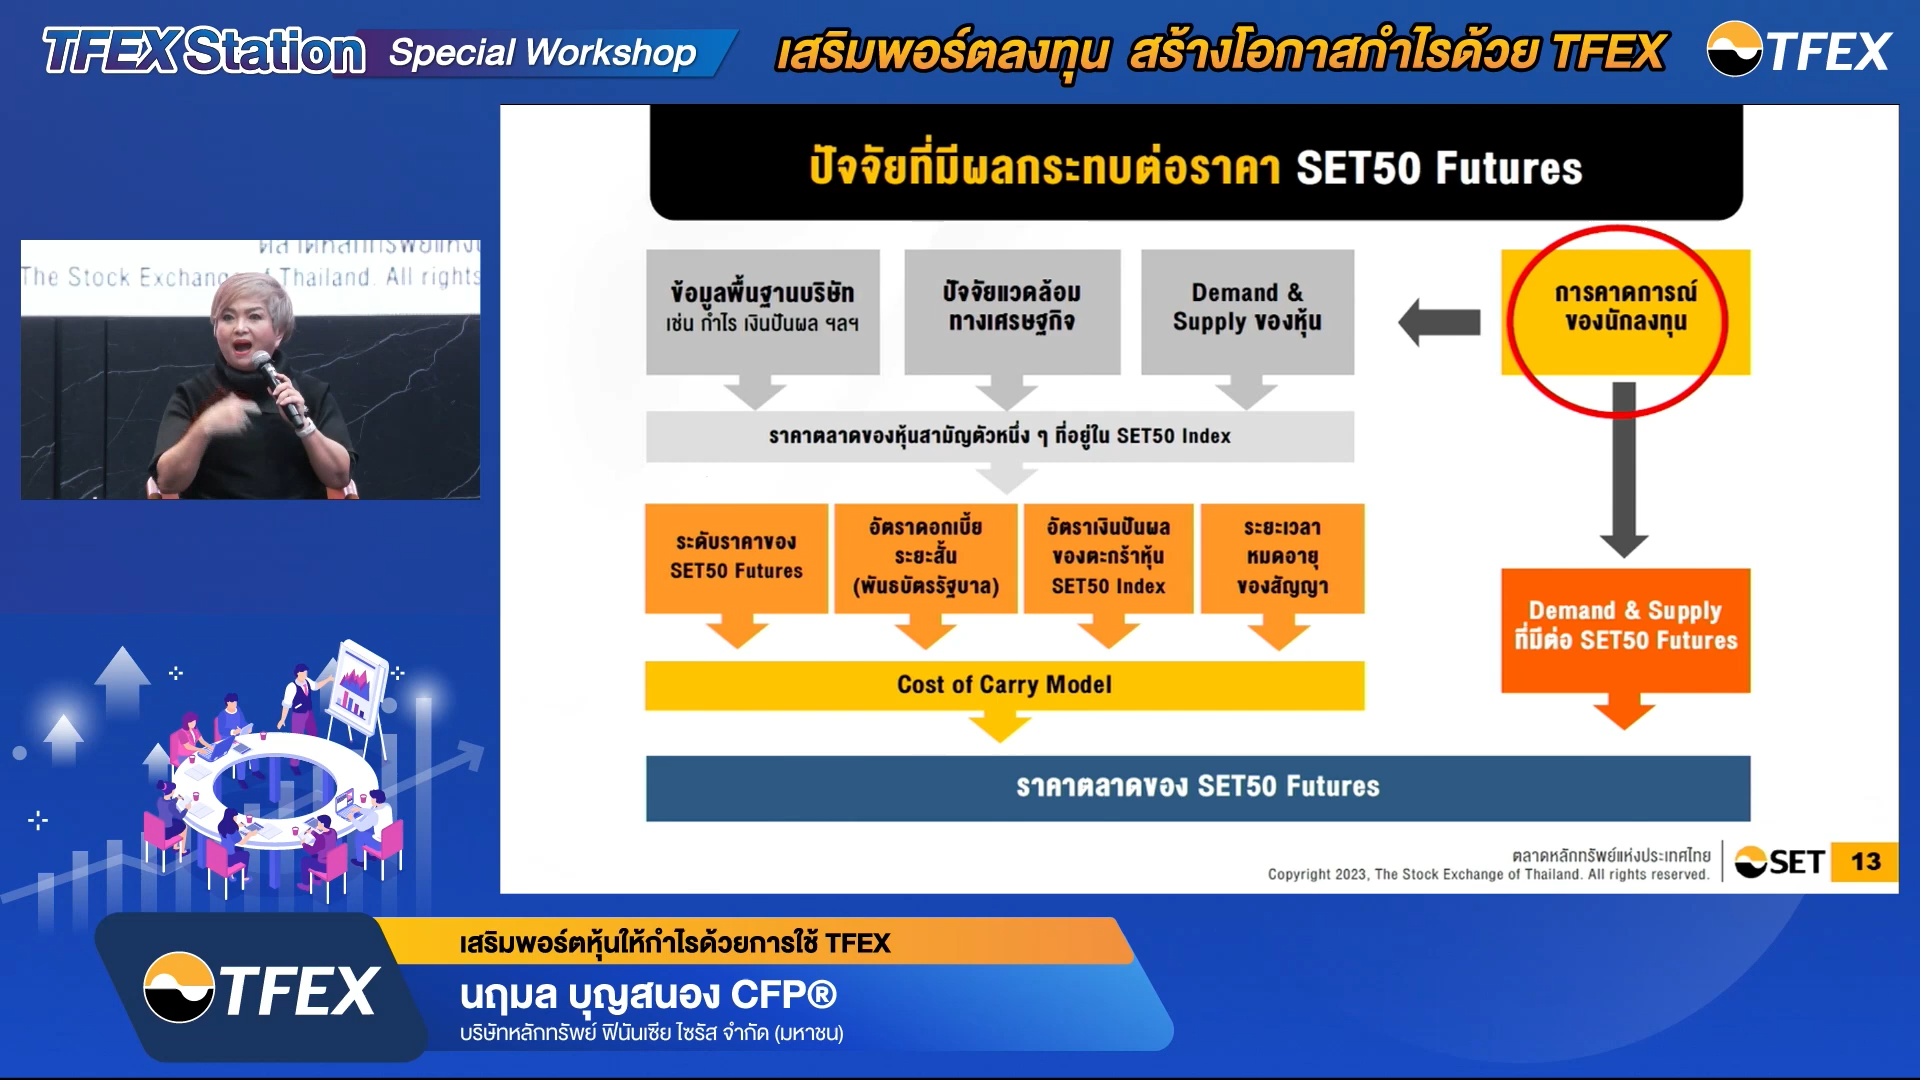 TFEX Station Special Workshop
เสริมพอร์ตลงทุน สร้างโอกาสกำไรด้วย TFEX
TFEX
The Stock Exchange of Thailand. All rights
ปัจจัยที่มีผลกระทบต่อราคา SET50 Futures
ข้อมูลพื้นฐานบริษัท
เช่น กำไร เงินปันผล ฯลฯ
ปัจจัยแวดล้อม
ทางเศรษฐกิจ
Demand &
Supply ของหุ้น
การคาดการณ์
ของนักลงทุน
ราคาตลาดของหุ้นสามัญตัวหนึ่ง ๆ ที่อยู่ใน SET50 Index
ระดับราคาของ
SET50 Futures
อัตราดอกเบี้ย
ระยะสั้น
(พันธบัตรรัฐบาล)
อัตราเงินปันผล
ของตะกร้าหุ้น
SET50 Index
ระยะเวลา
หมดอายุ
ของสัญญา
Demand & Supply
ที่มีต่อ SET50 Futures
Cost of Carry Model
ราคาตลาดของ SET50 Futures
ตลาดหลักทรัพย์แห่งประเทศไทย
Copyright 2023, The Stock Exchange of Thailand. All rights reserved.
SET 13
TFEX
เสริมพอร์ตหุ้นให้กำไรด้วยการใช้ TFEX
นฤมล บุญสนอง CFP®
บริษัทหลักทรัพย์ ฟินันเซีย ไซรัส จำกัด (มหาชน)